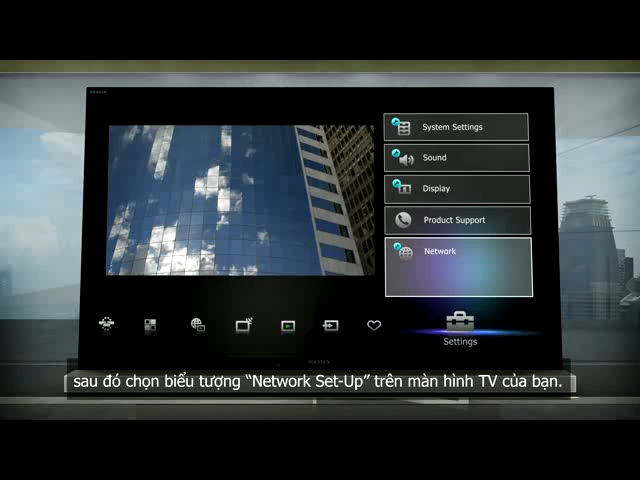 BRAVIA
System Settings
Sound
Display
Product Support
Network
Settings
SONY
sau đó chọn biểu tượng “Network Set-Up” trên màn hình TV của bạn.